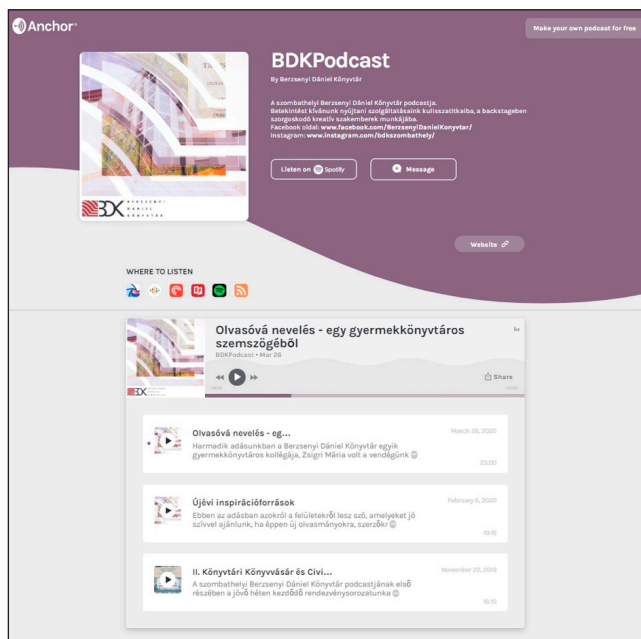 Anchor
Make your own podcast for free
BDKPodcast
By Berzsenyi Dániel Könyvtár
A szombathelyi Berzsenyi Dániel Könyvtár podcastja.
Betekintést kívánunk nyújtani szolgáltatásaink kulisszatitkaiba, a backstageben
szorgoskodó kreatív szakemberek munkájába.
Facebook oldal: www.facebook.com/BerzsenyiDanielKonyvtar/
Instagram: www.instagram.com/bdkszombathely/
Listen on Spotify
Message
BDK
BERZSENYI
DÁNIEL
KÖNYVTÁR
Website
WHERE TO LISTEN
Olvasóvá nevelés - egy gyermekkönyvtáros
szemszögéből
BDKPodcast • Mar 26
Share
BDK
Olvasóvá nevelés - eg...
March 26, 2020
Harmadik adásunkban a Berzsenyi Dániel Könyvtár egyik
gyermekkönyvtáros kollégája, Zsigri Mária volt a vendégünk
23:00
Újévi inspirációforrások
February 6, 2020
Ebben az adásban azokról a felületekről lesz szó, amelyeket jó
szívvel ajánlunk, ha éppen új olvasmányokra, szerzőkr
19:16
II. Könyvtári Könyvvásár és Civi...
November 22, 2019
A szombathelyi Berzsenyi Dániel Könyvtár podcastjának első
részében a jövő héten kezdődő rendezvénysorozatunka
16:10